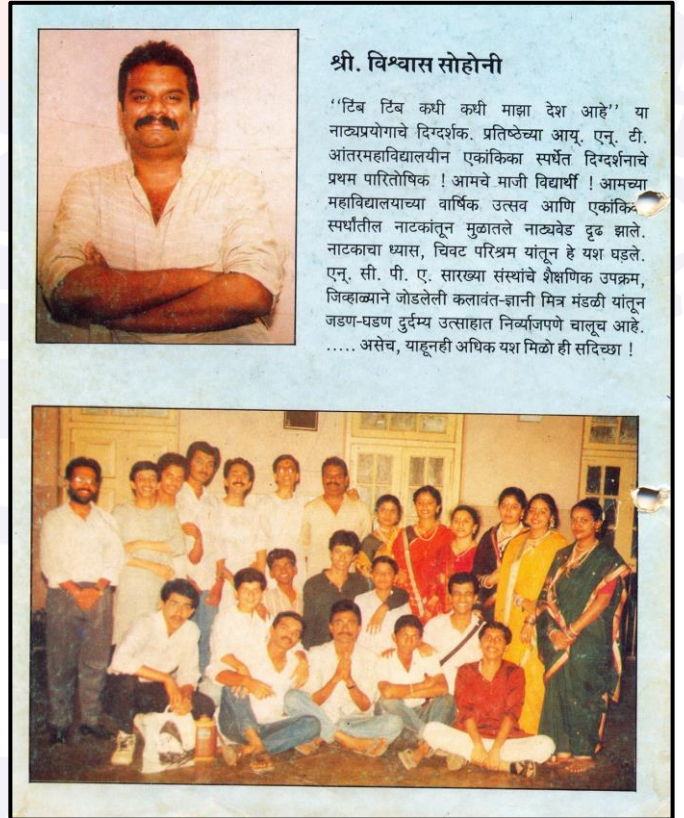 श्री. विश्वास सोहोनी
‘‘टिंब टिंब कधी कधी माझा देश आहे’’ या
नाट्यप्रयोगाचे दिग्दर्शक. प्रतिष्ठेच्या आयू. एन्. टी.
आंतरमहाविद्यालयीन एकांकिका स्पर्धेत दिग्दर्शनाचे
प्रथम पारितोषिक ! आमचे माजी विद्यार्थी ! आमच्या
महाविद्यालयाच्या वार्षिक उत्सव आणि
स्पर्धांतील नाटकांतून मुळातले नाट्यवेड दृढ झाले.
नाटकाचा ध्यास, चिवट परिश्रम यांतून हे यश घडले.
एन्. सी. पी. ए. सारख्या संस्थांचे शैक्षणिक उपक्रम,
जिव्हाळ्याने जोडलेली कलावंत-ज्ञानी मित्र मंडळी यांतून
जडण-घडण दुर्दम्य उत्साहात निर्व्याजपणे चालूच आहे.
..... असेच, याहूनही अधिक यश मिळो ही सदिच्छा !